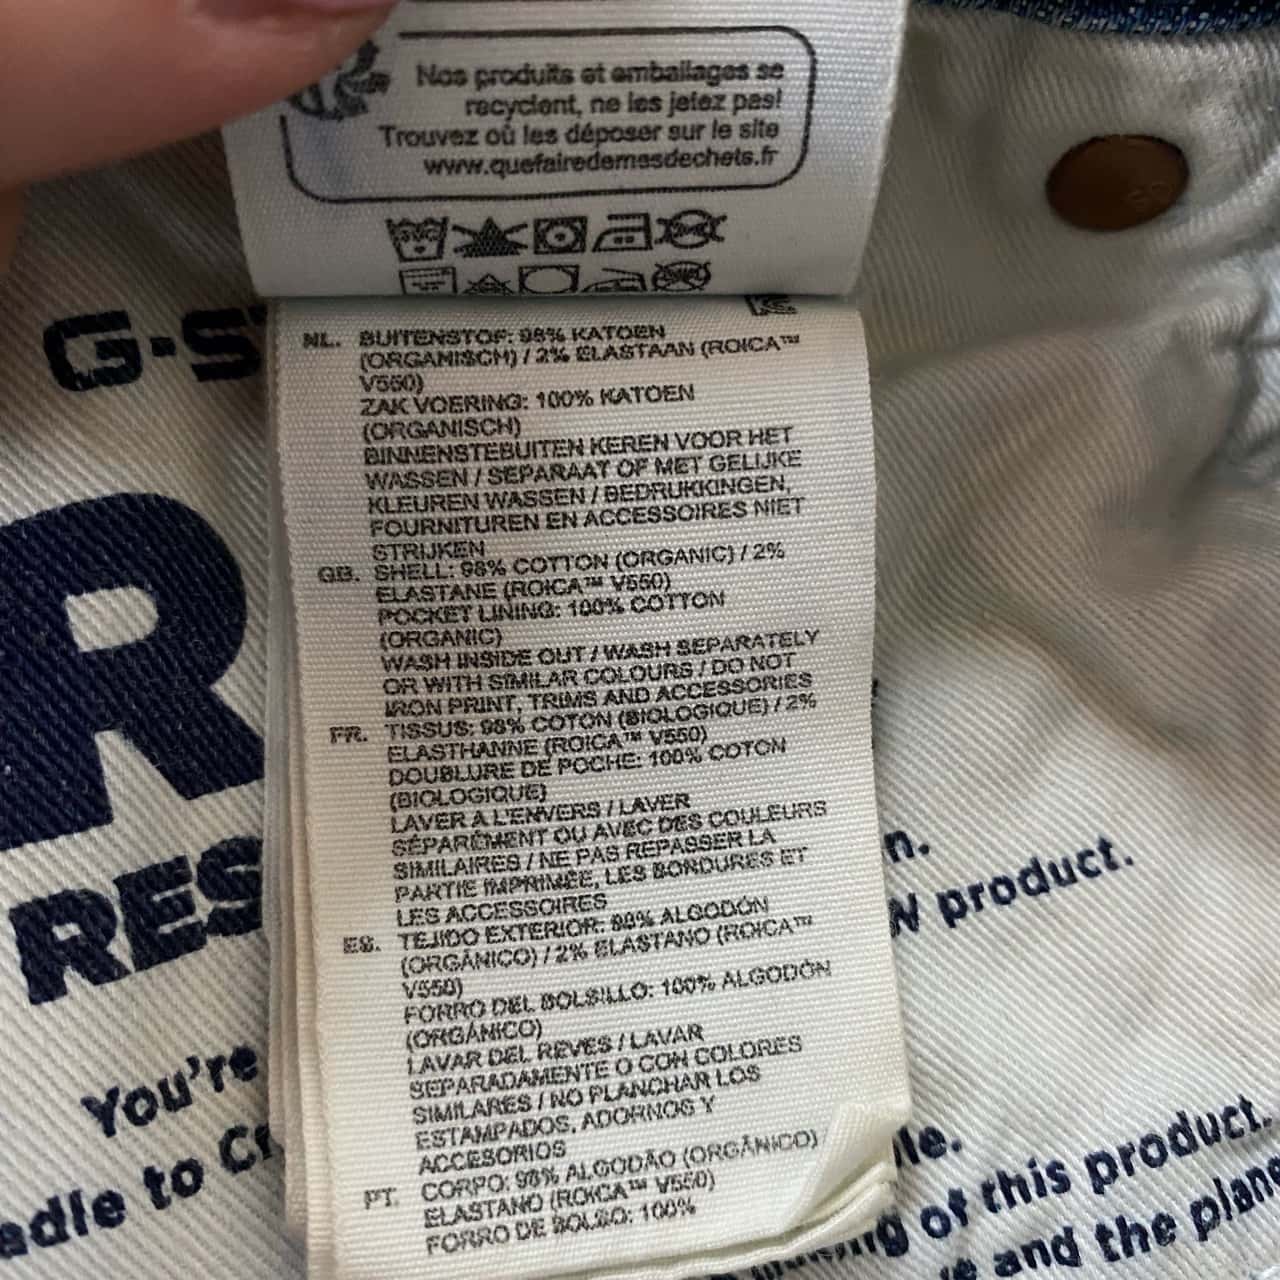 Nos produits et emballages se
recyclent, ne les jetez pas!
Trouvez où les déposer sur le site
www.quefairedemesdechets.fr
G-S
R
RES
You're
adle to Cr
NL. BUITENSTOF: 98% KATOEN
(ORGANISCH) / 2% ELASTAAN (ROICA™
V550)
ZAK VOERING: 100% KATOEN
(ORGANISCH)
BINNENSTEBUITEN KEREN VOOR HET
WASSEN / SEPARAAT OF MET GELIJKE
KLEUREN WASSEN / BEDRUKKINGEN,
FOURNITUREN EN ACCESSOIRES NIET
STRIJKEN
GB. SHELL: 98% COTTON (ORGANIC) / 2%
ELASTANE (ROICA™ V550)
POCKET LINING: 100% COTTON
(ORGANIC)
WASH INSIDE OUT / WASH SEPARATELY
OR WITH SIMILAR COLOURS / DO NOT
IRON PRINT, TRIMS AND ACCESSORIES
FR. TISSUS: 98% COTON (BIOLOGIQUE) / 2%
ELASTHANNE (ROICA™ V550)
DOUBLURE DE POCHE: 100% COTON
(BIOLOGIQUE)
LAVER A L'ENVERS / LAVER
SÉPARÉMENT OU AVEC DES COULEURS
SIMILAIRES / NE PAS REPASSER LA
PARTIE IMPRIMÉE, LES BORDURES ET
LES ACCESSOIRES
ES. TEJIDO EXTERIOR: 98% ALGODÓN
(ORGÁNICO) / 2% ELASTANO (ROICA™
V550)
FORRO DEL BOLSILLO: 100% ALGODÓN
(ORGÁNICO)
LAVAR DEL REVES / LAVAR
SEPARADAMENTE O CON COLORES
SIMILARES / NO PLANCHAR LOS
ESTAMPADOS, ADORNOS Y
ACCESORIOS
PT. CORPO: 98% ALGODÃO (ORGÂNICO) /
ELASTANO (ROICA™ V550)
FORRO DE BOLSO: 100%
n.
W product.
le.
of this product.
and the plan